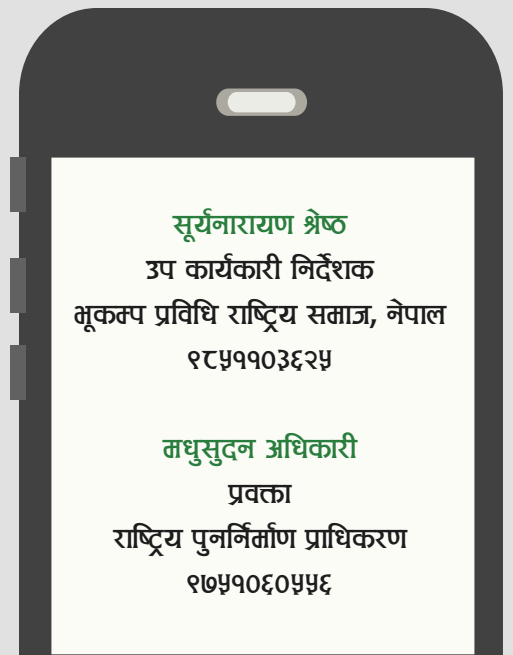 सूर्यनारायण श्रेष्ठ
उप कार्यकारी निर्देशक
भूकम्प प्रविधि राष्ट्रिय समाज, नेपाल
९८५११०३६२५
मधुसुदन अधिकारी
प्रवक्ता
राष्ट्रिय पुनर्निर्माण प्राधिकरण
९७५१०६०५५६